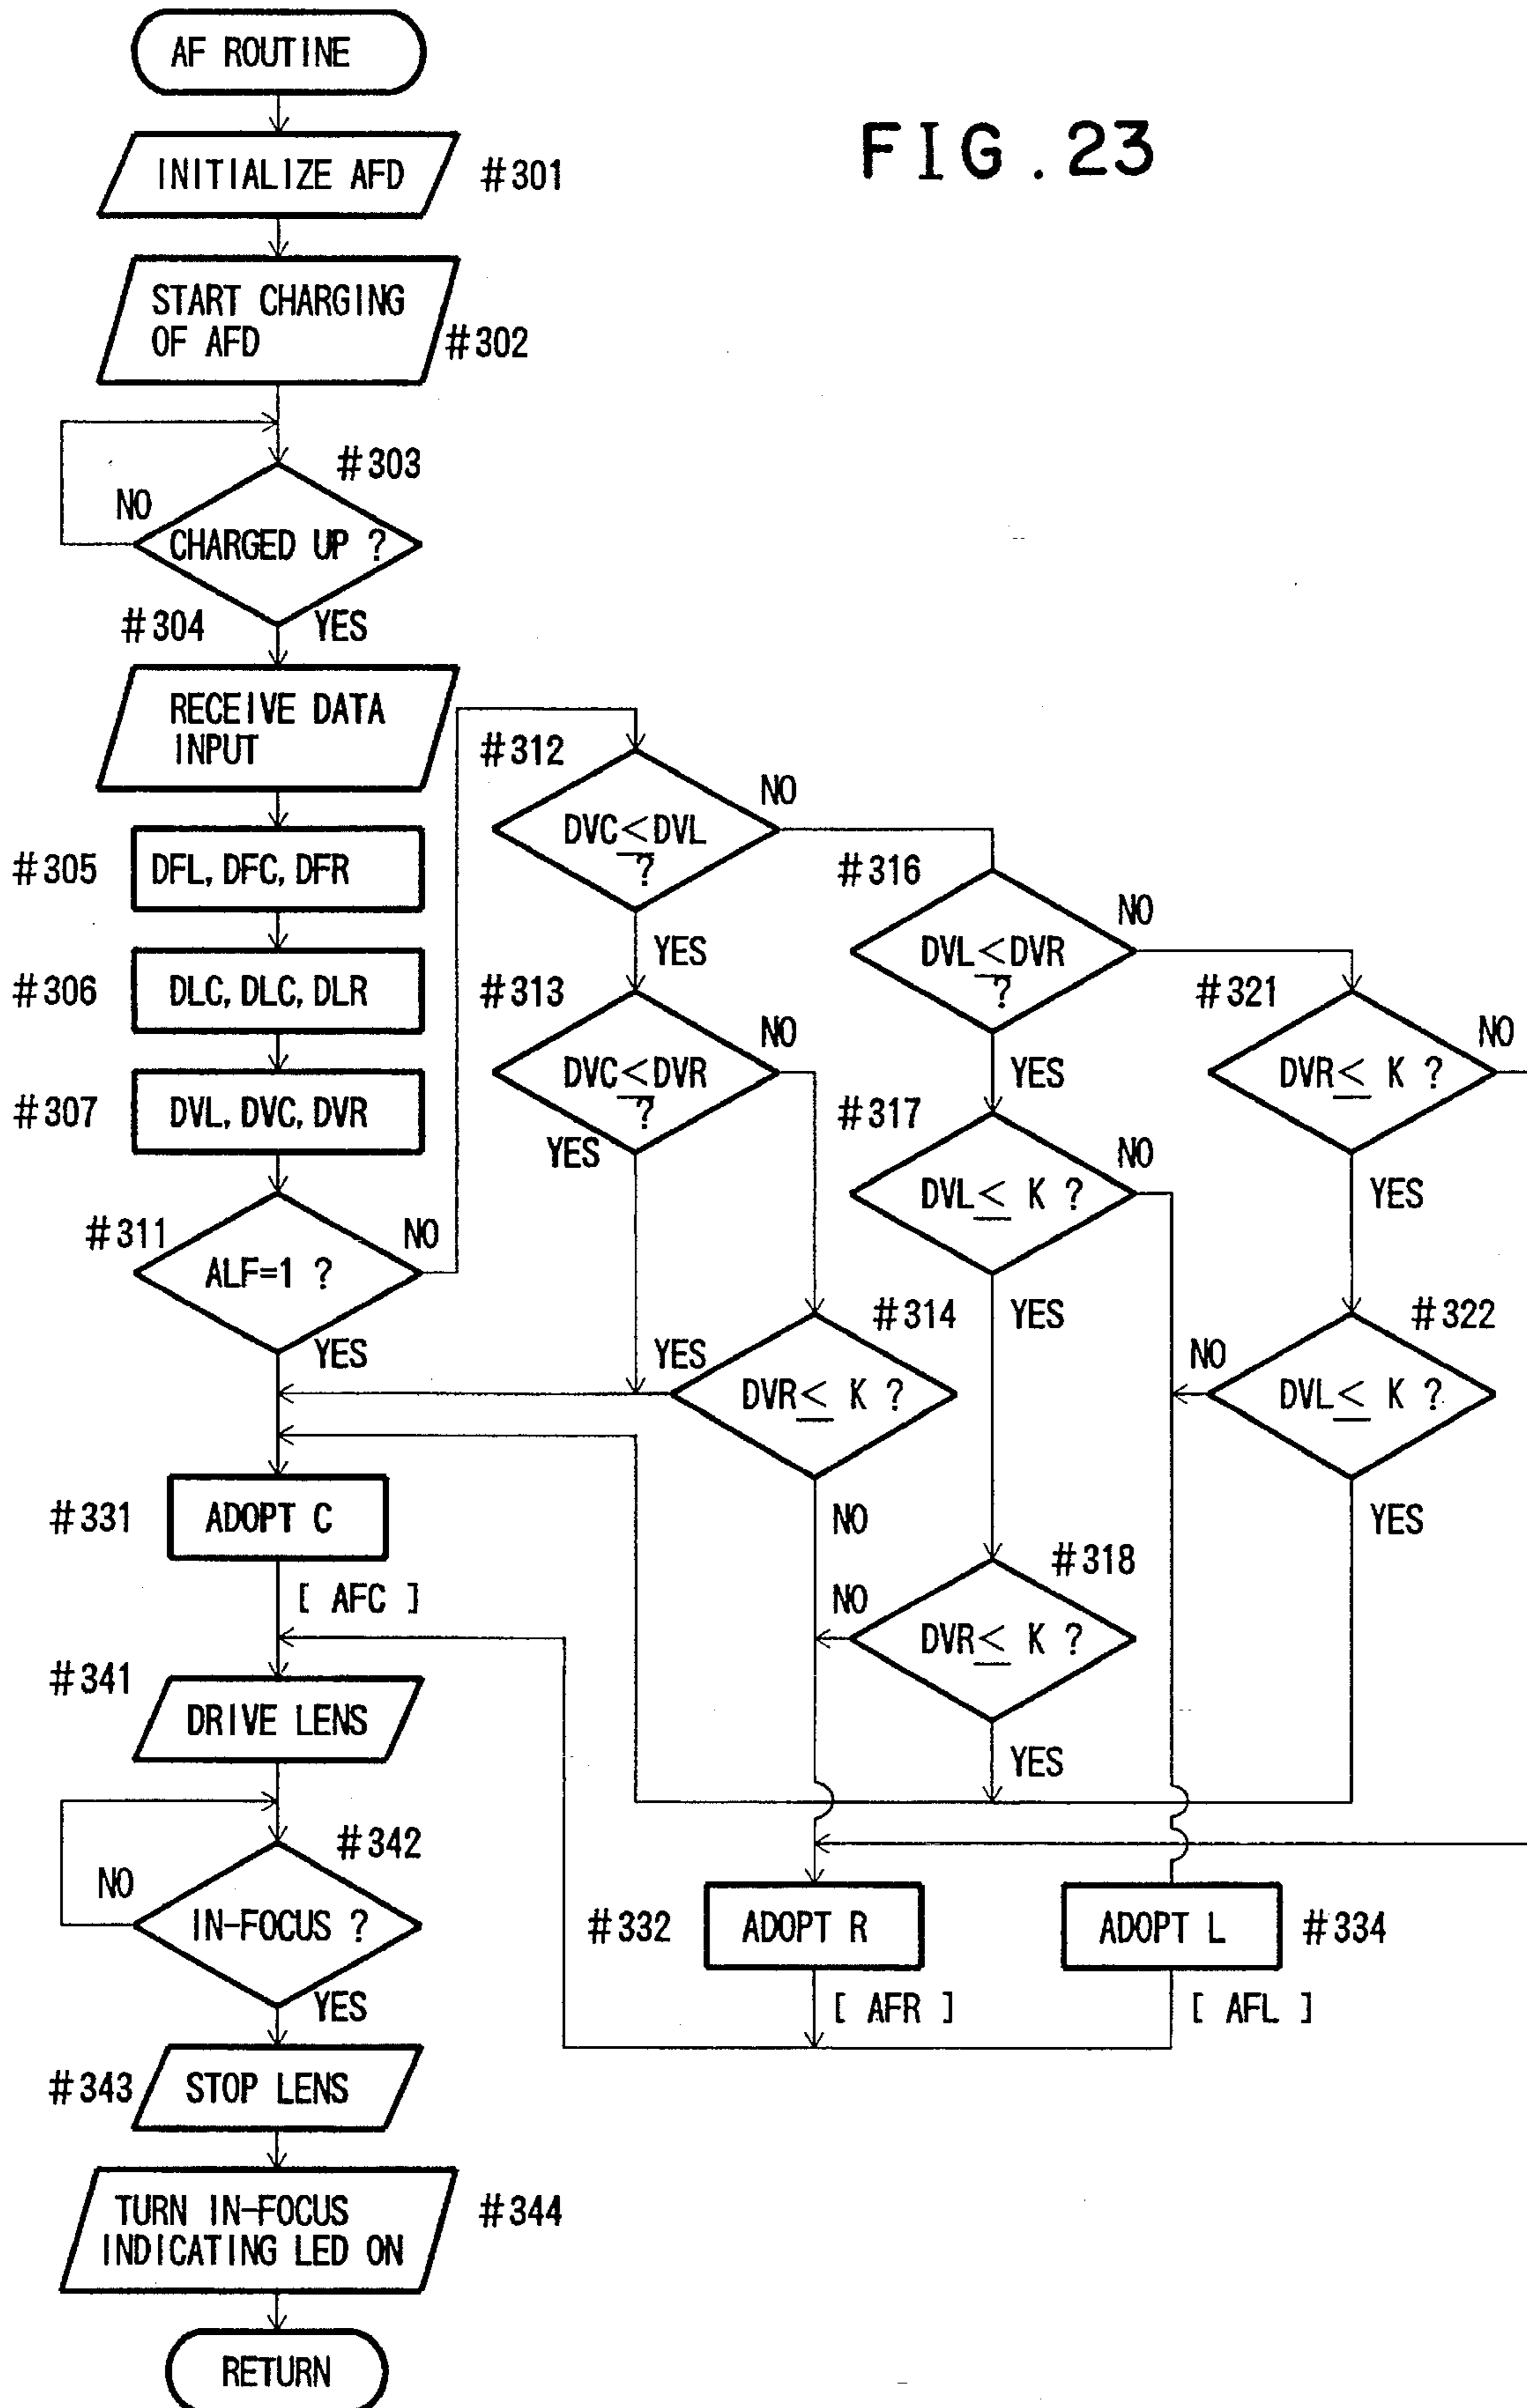 AF ROUTINE
FIG.23
INITIALIZE AFD #301
START CHARGING
OF AFD
#302
#303
NO
CHARGED UP ?
#304 YES
RECEIVE DATA
INPUT
#305 DFL, DFC, DFR
#306 DLC, DLC, DLR
#307 DVL, DVC, DVR
#311
ALF=1 ?
NO
YES
#312
DVC≤DVL
?
NO
YES
#313
DVC≤DVR
?
NO
YES
#314
YES
DVR≤ K ?
NO
#316
DVL≤DVR
?
NO
YES
#317
DVL≤ K ?
NO
YES
#318
NO
DVR≤ K ?
YES
#321
DVR≤ K ?
NO
YES
#322
NO
DVL≤ K ?
YES
#331 ADOPT C
[ AFC ]
#332 ADOPT R
[ AFR ]
ADOPT L #334
[ AFL ]
#341
DRIVE LENS
#342
NO
IN-FOCUS ?
YES
#343 STOP LENS
TURN IN-FOCUS
INDICATING LED ON
#344
RETURN